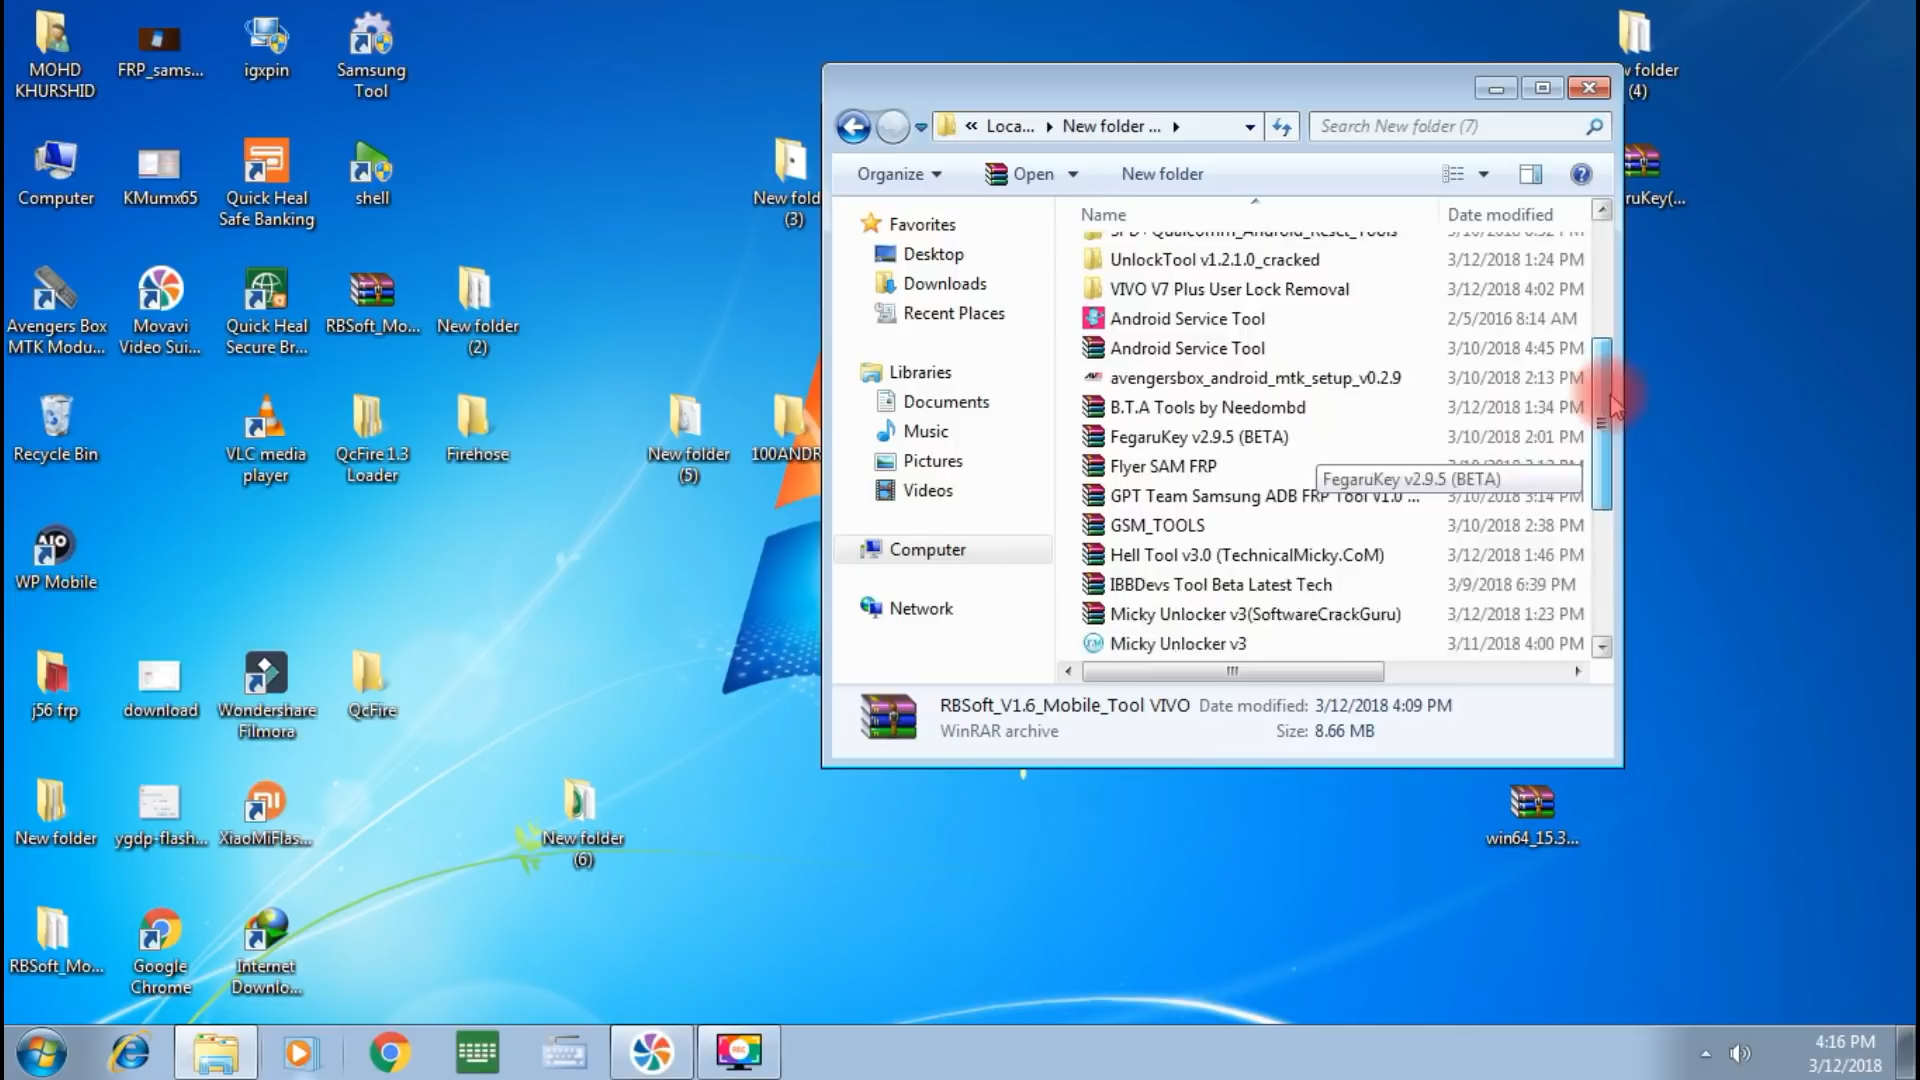 MOHD
KHURSHID
FRP_sams...
igxpin
Samsung
Tool
v folder
(4)
Computer
KMumx65
Quick Heal
Safe Banking
shell
New fold
(3)
ruKey(...
Avengers Box
MTK Modu...
Movavi
Video Sui...
Quick Heal
Secure Br...
RBSoft_Mo...
New folder
(2)
Recycle Bin
VLC media
player
QcFire 1.3
Loader
Firehose
New folder
(5)
100ANDR
AIO
WP Mobile
j56 frp
download
Wondershare
Filmora
QcFire
New folder
ygdp-flash...
XiaoMiFlas...
New folder
(6)
win64_15.3...
RBSoft_Mo...
Google
Chrome
Internet
Downlo...
« Loca... New folder ...
Search New folder (7)
Organize
Open
New folder
Name
Date modified
Favorites
Desktop
Downloads
Recent Places
Libraries
Documents
Music
Pictures
Videos
Computer
Network
UnlockTool v1.2.1.0_cracked 3/12/2018 1:24 PM
VIVO V7 Plus User Lock Removal 3/12/2018 4:02 PM
Android Service Tool 2/5/2016 8:14 AM
Android Service Tool 3/10/2018 4:45 PM
avengersbox_android_mtk_setup_v0.2.9 3/10/2018 2:13 PM
B.T.A Tools by Needombd 3/12/2018 1:34 PM
FegaruKey v2.9.5 (BETA) 3/10/2018 2:01 PM
Flyer SAM FRP
FegaruKey v2.9.5 (BETA)
GPT Team Samsung ADB FRP Tool v1.0 ... 3/10/2018 3:14 PM
GSM_TOOLS 3/10/2018 2:38 PM
Hell Tool v3.0 (TechnicalMicky.CoM) 3/12/2018 1:46 PM
IBBDevs Tool Beta Latest Tech 3/9/2018 6:39 PM
Micky Unlocker v3(SoftwareCrackGuru) 3/12/2018 1:23 PM
Micky Unlocker v3 3/11/2018 4:00 PM
RBSoft_V1.6_Mobile_Tool VIVO Date modified: 3/12/2018 4:09 PM
WinRAR archive Size: 8.66 MB
REC
4:16 PM
3/12/2018